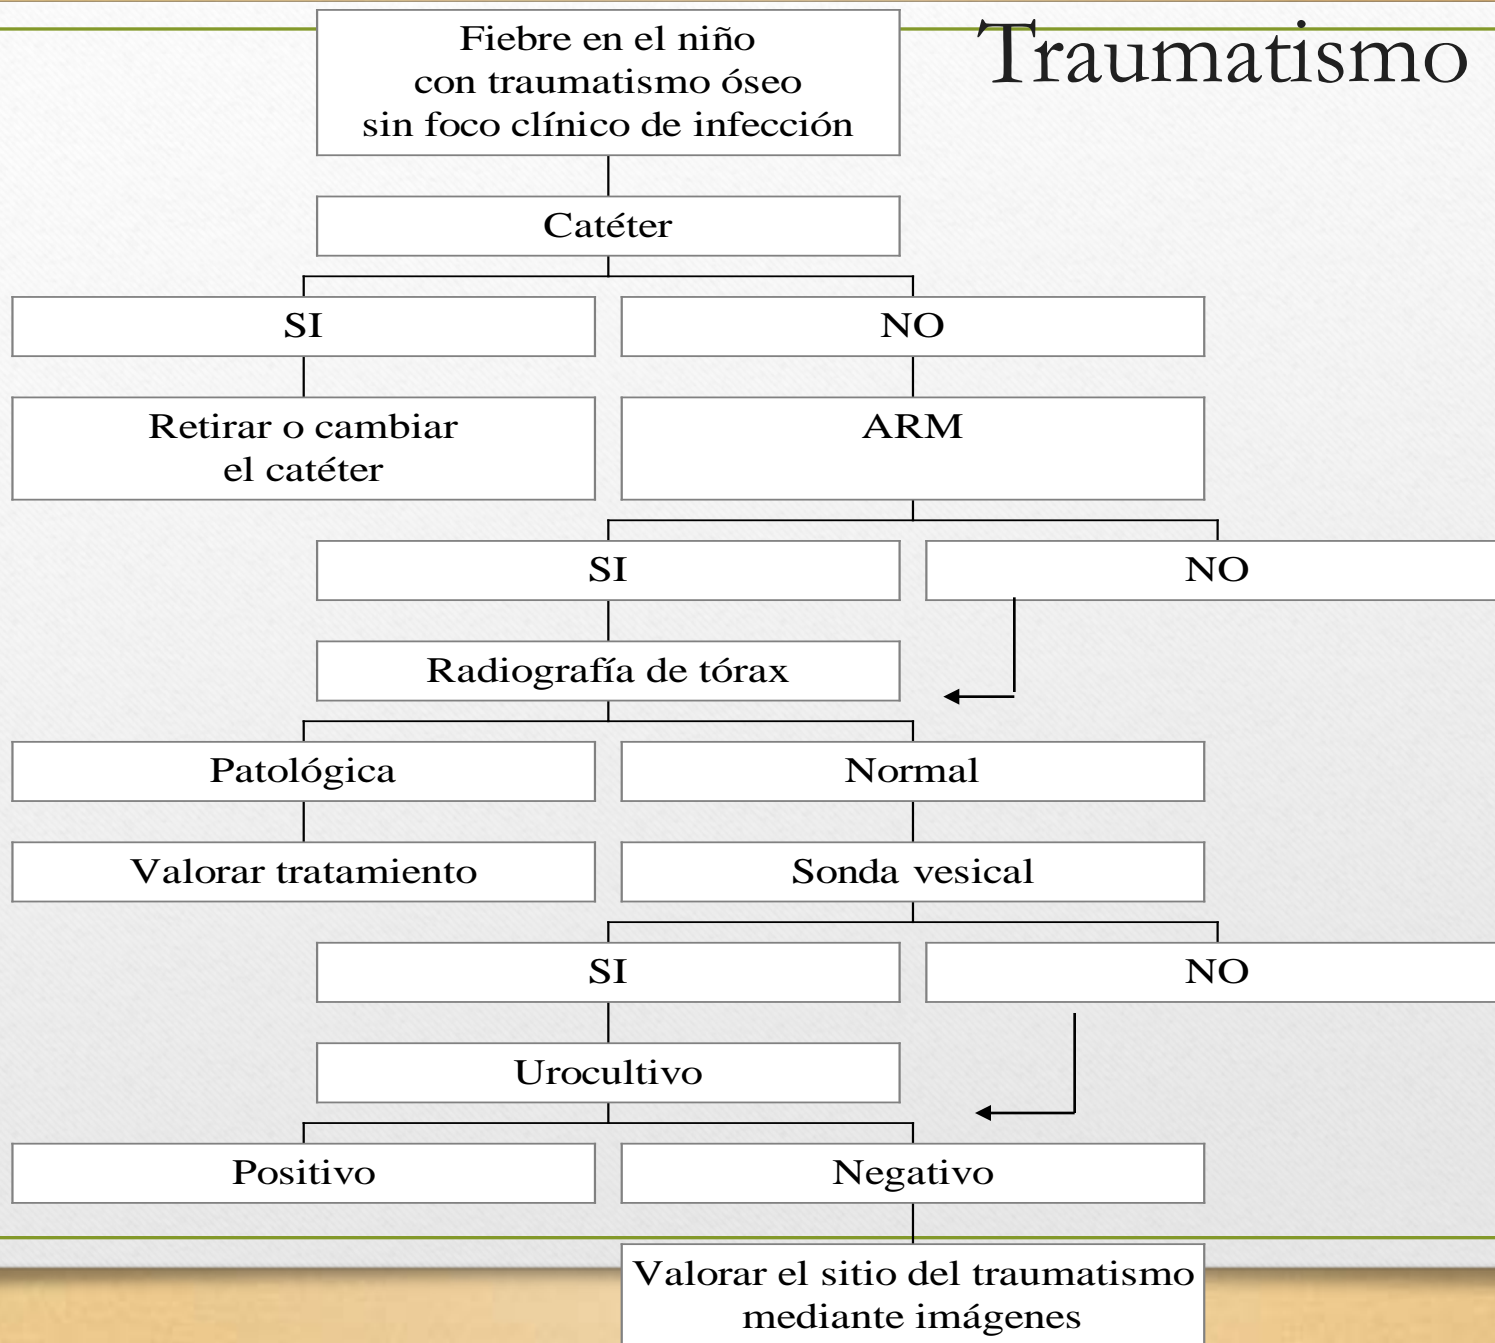 Traumatismo
Fiebre en el niño
con traumatismo óseo
sin foco clínico de infección
Catéter
SI
NO
Retirar o cambiar
el catéter
ARM
SI
NO
Radiografía de tórax
Patológica
Normal
Valorar tratamiento
Sonda vesical
SI
NO
Urocultivo
Positivo
Negativo
Valorar el sitio del traumatismo
mediante imágenes